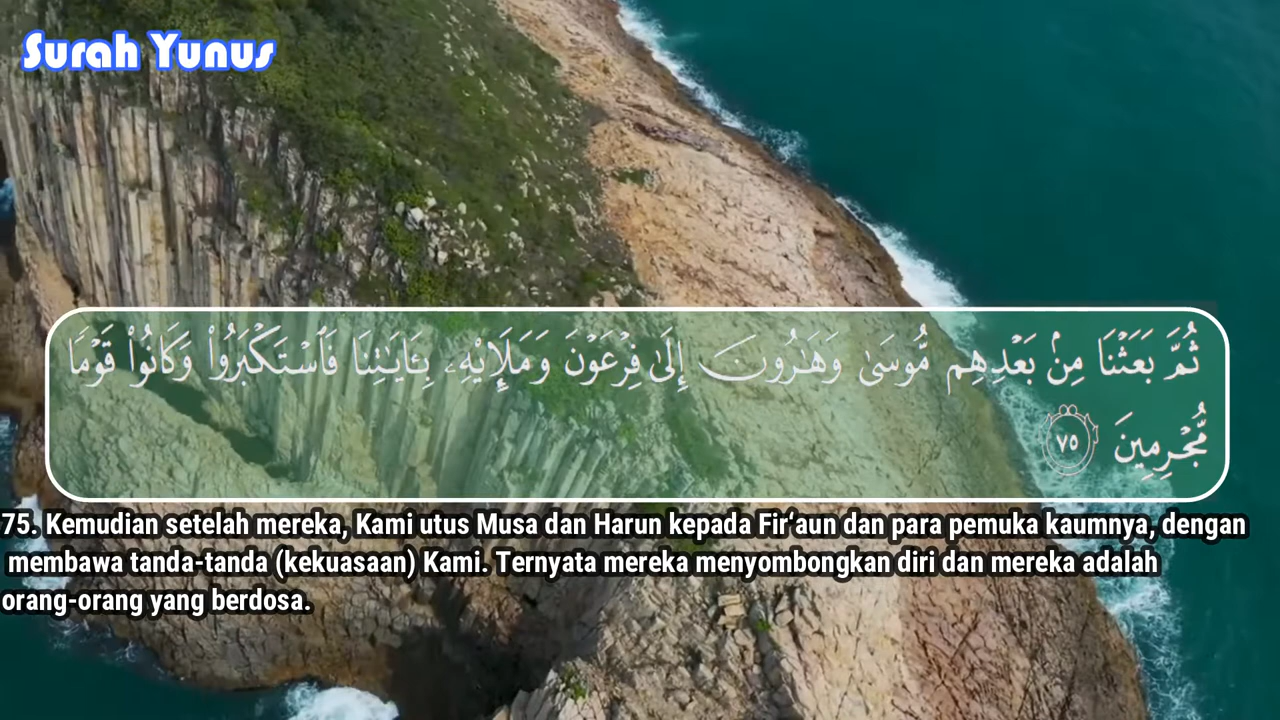 Surah Yunus
ثُمَّ بَعَثْنَا مِنۢ بَعْدِهِم مُّوسَىٰ وَهَٰرُونَ إِلَىٰ فِرْعَوْنَ وَمَلَإِي۟هِۦ بِـَٔايَٰتِنَا فَٱسْتَكْبَرُوا۟ وَكَانُوا۟ قَوْمًا
مُّجْرِمِينَ ٧٥
75. Kemudian setelah mereka, Kami utus Musa dan Harun kepada Fir‘aun dan para pemuka kaumnya, dengan
membawa tanda-tanda (kekuasaan) Kami. Ternyata mereka menyombongkan diri dan mereka adalah
orang-orang yang berdosa.